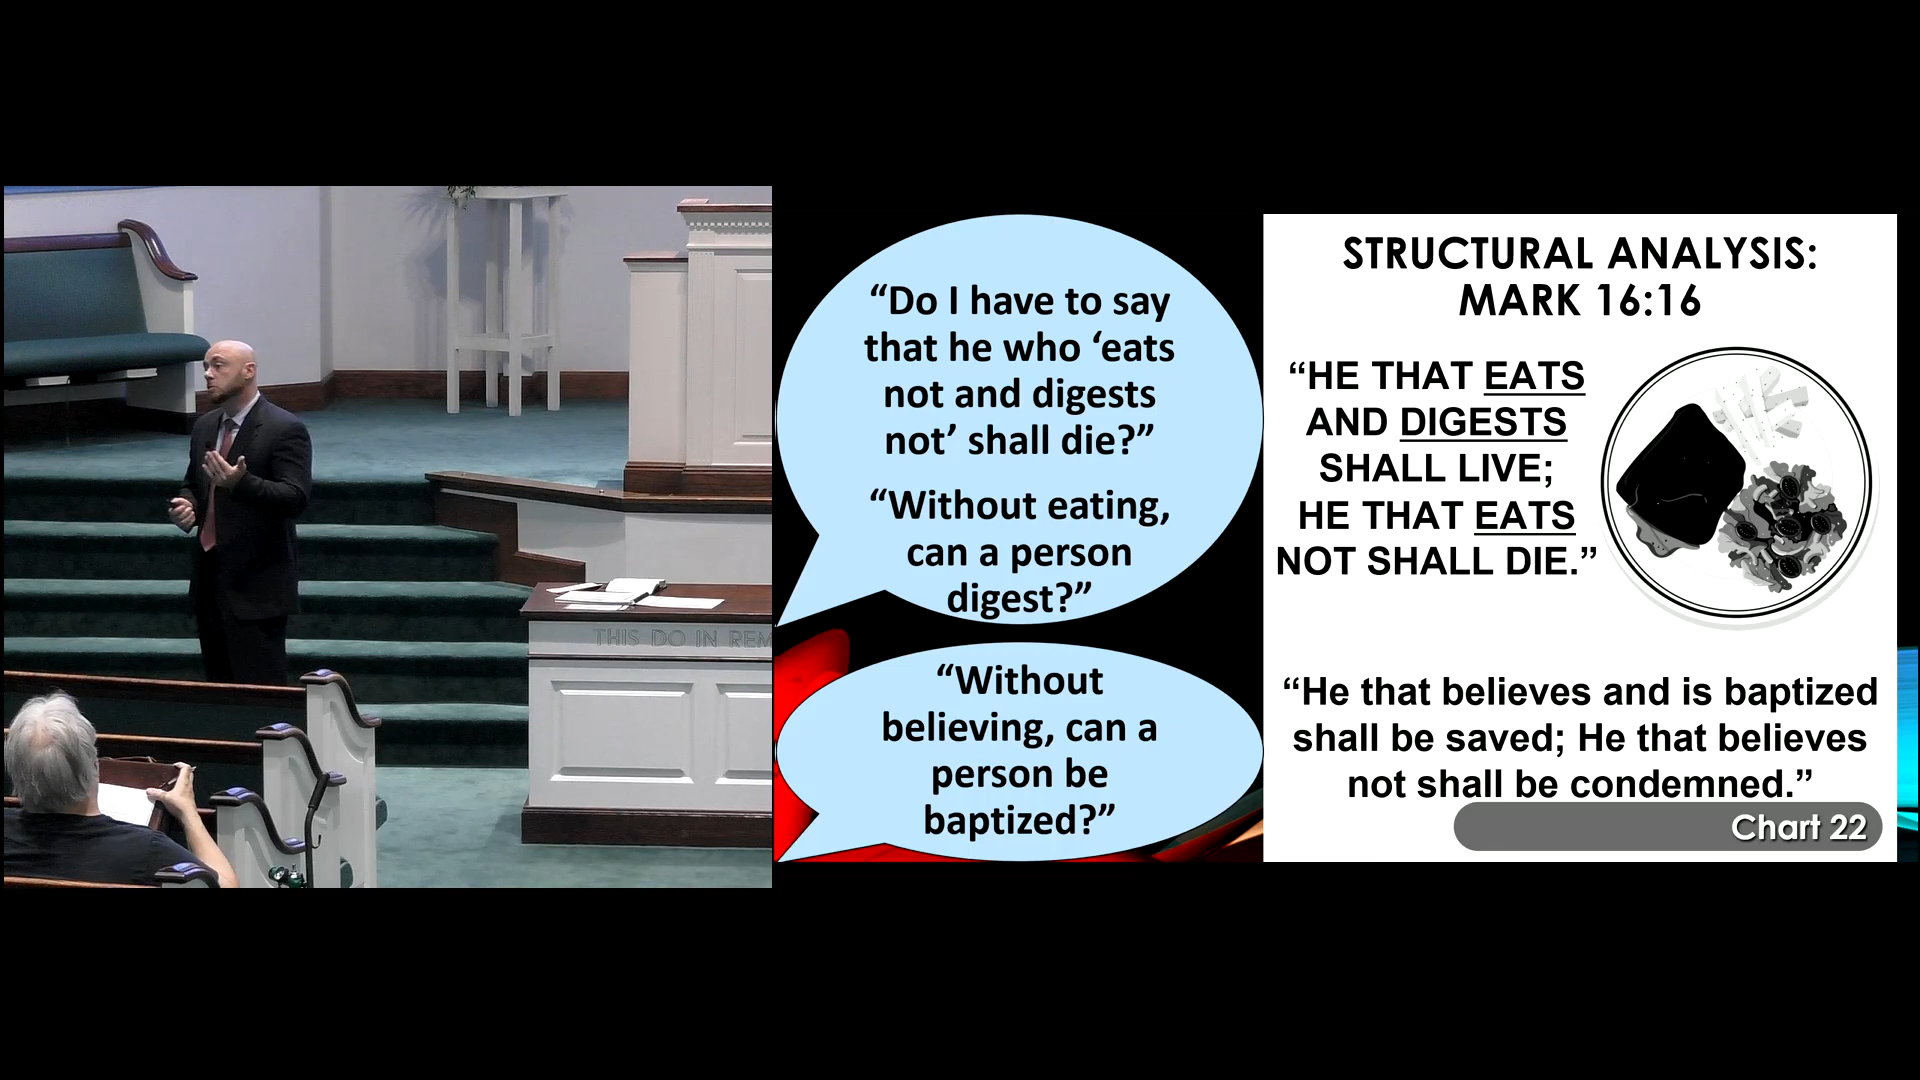 THIS DO IN REM
“Do I have to say
that he who ‘eats
not and digests
not’ shall die?”
“Without eating,
can a person
digest?”
“Without
believing, can a
person be
baptized?”
STRUCTURAL ANALYSIS:
MARK 16:16
“HE THAT EATS
AND DIGESTS
SHALL LIVE;
HE THAT EATS
NOT SHALL DIE.”
“He that believes and is baptized
shall be saved; He that believes
not shall be condemned.”
Chart 22